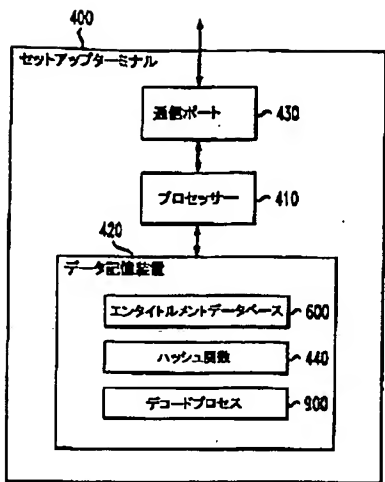 400
セットアップターミナル
通信ポート
430
プロセッサー
410
420
データ記憶装置
エンタイトルメントデータベース
600
ハッシュ関数
440
デコードプロセス
900